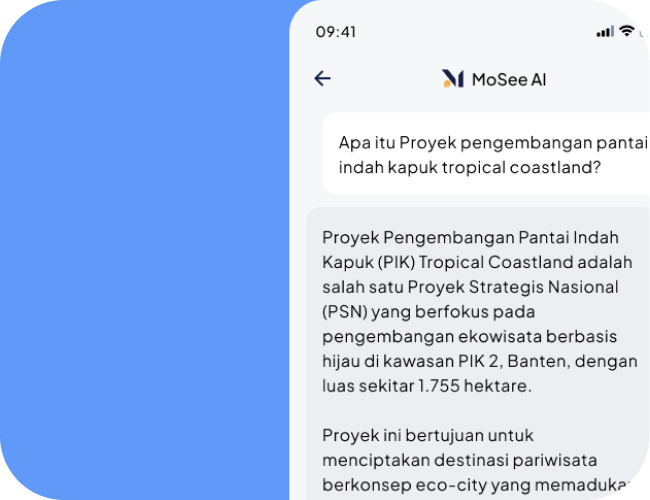 09:41
MoSee AI
Apa itu Proyek pengembangan pantai
indah kapuk tropical coastland?
Proyek Pengembangan Pantai Indah
Kapuk (PIK) Tropical Coastland adalah
salah satu Proyek Strategis Nasional
(PSN) yang berfokus pada
pengembangan ekowisata berbasis
hijau di kawasan PIK 2, Banten, dengan
luas sekitar 1.755 hektare.
Proyek ini bertujuan untuk
menciptakan destinasi pariwisata
berkonsep eco-city yang